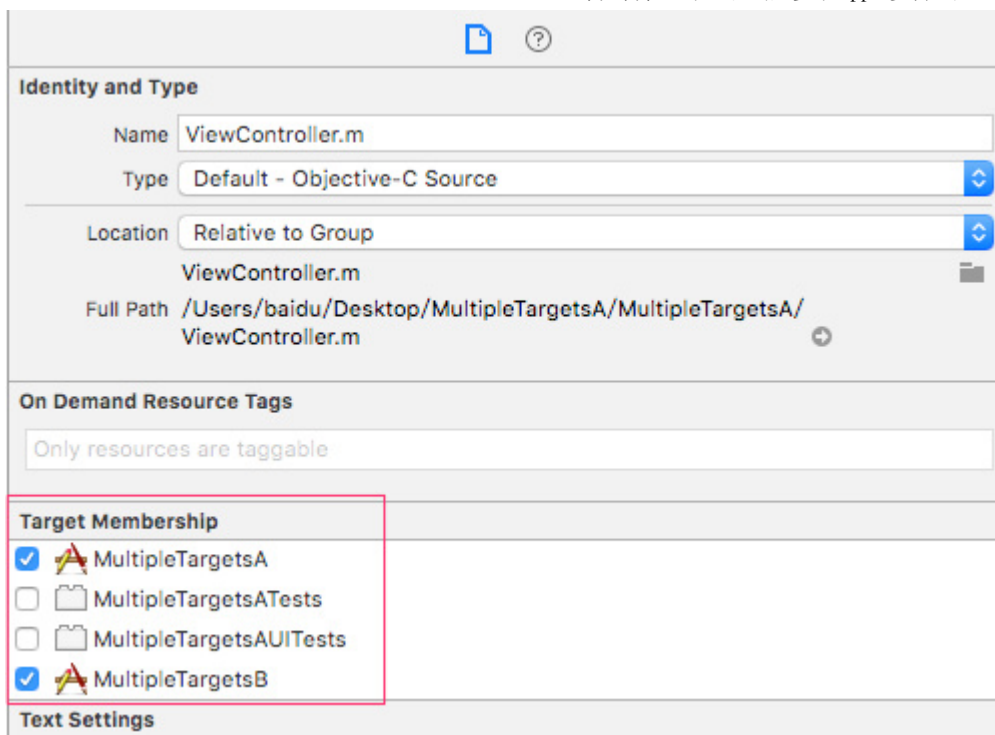 ?
Identity and Type
Name ViewController.m
Type Default - Objective-C Source
Location Relative to Group
ViewController.m
Full Path /Users/baidu/Desktop/MultipleTargetsA/MultipleTargetsA/
ViewController.m
On Demand Resource Tags
Only resources are taggable
Target Membership
MultipleTargetsA
MultipleTargetsATests
MultipleTargetsAUITests
MultipleTargetsB
Text Settings